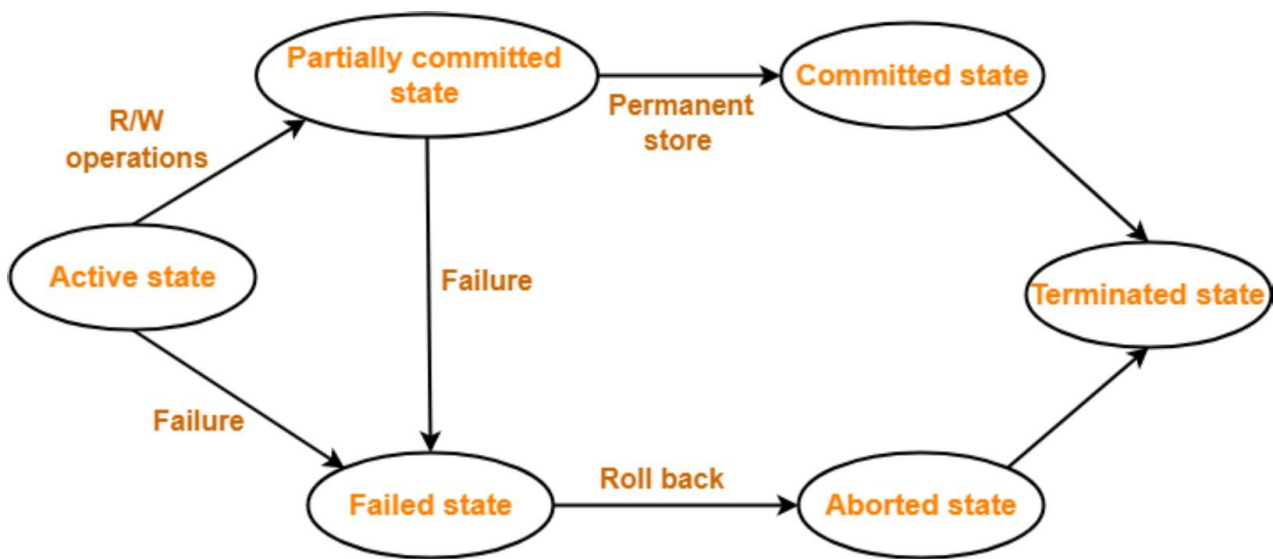 Partially committed
state
Committed state
Permanent
store
R/W
operations
Active state
Failure
Terminated state
Failure
Failed state
Roll back
Aborted state